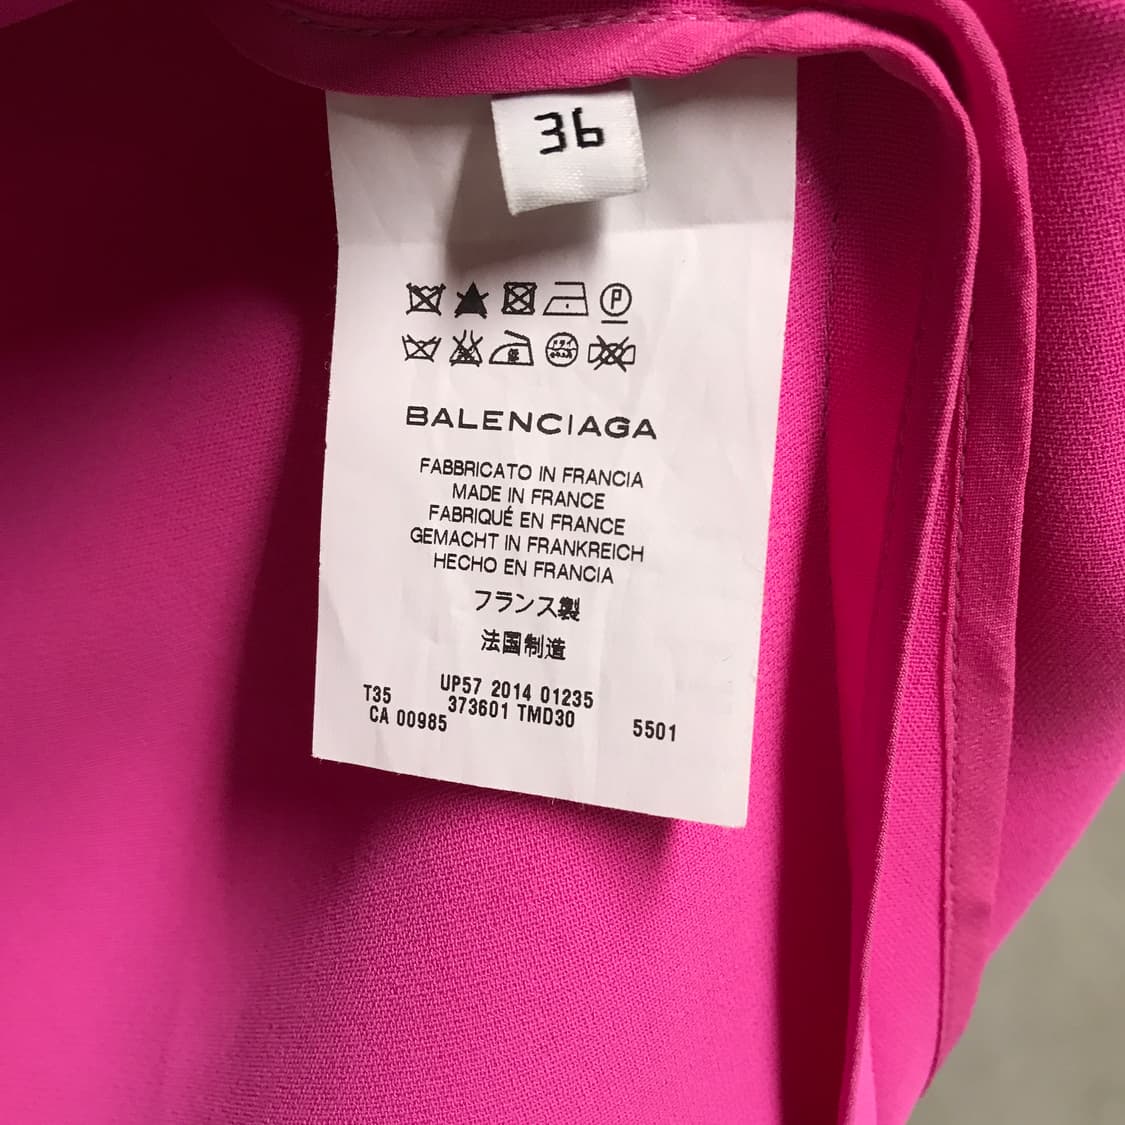 36
P
BALENCIAGA
FABBRICATO IN FRANCIA
MADE IN FRANCE
FABRIQUÉ EN FRANCE
GEMACHT IN FRANKREICH
HECHO EN FRANCIA
フランス製
法国制造
T35 UP57 2014 01235
CA 00985 373601 TMD30 5501